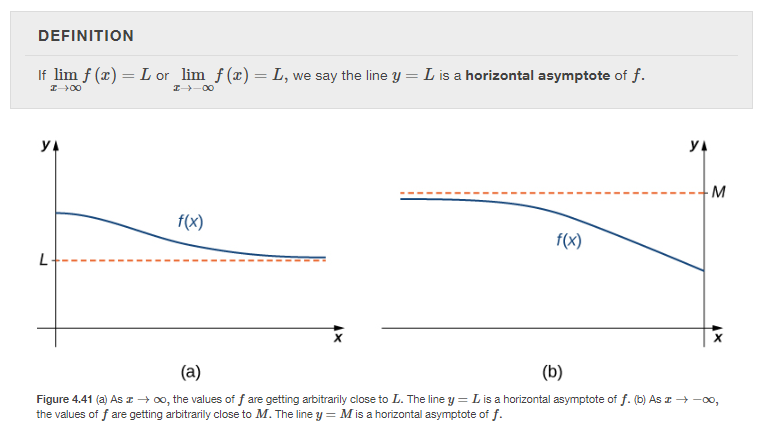 DEFINITION
If lim f (x) = L or lim f (x) = L, we say the line y = L is a horizontal asymptote of f.
x→∞ x→−∞
y
f(x)
L
x
(a)
y
M
f(x)
x
(b)
Figure 4.41 (a) As x → ∞, the values of f are getting arbitrarily close to L. The line y = L is a horizontal asymptote of f. (b) As x → −∞,
the values of f are getting arbitrarily close to M. The line y = M is a horizontal asymptote of f.